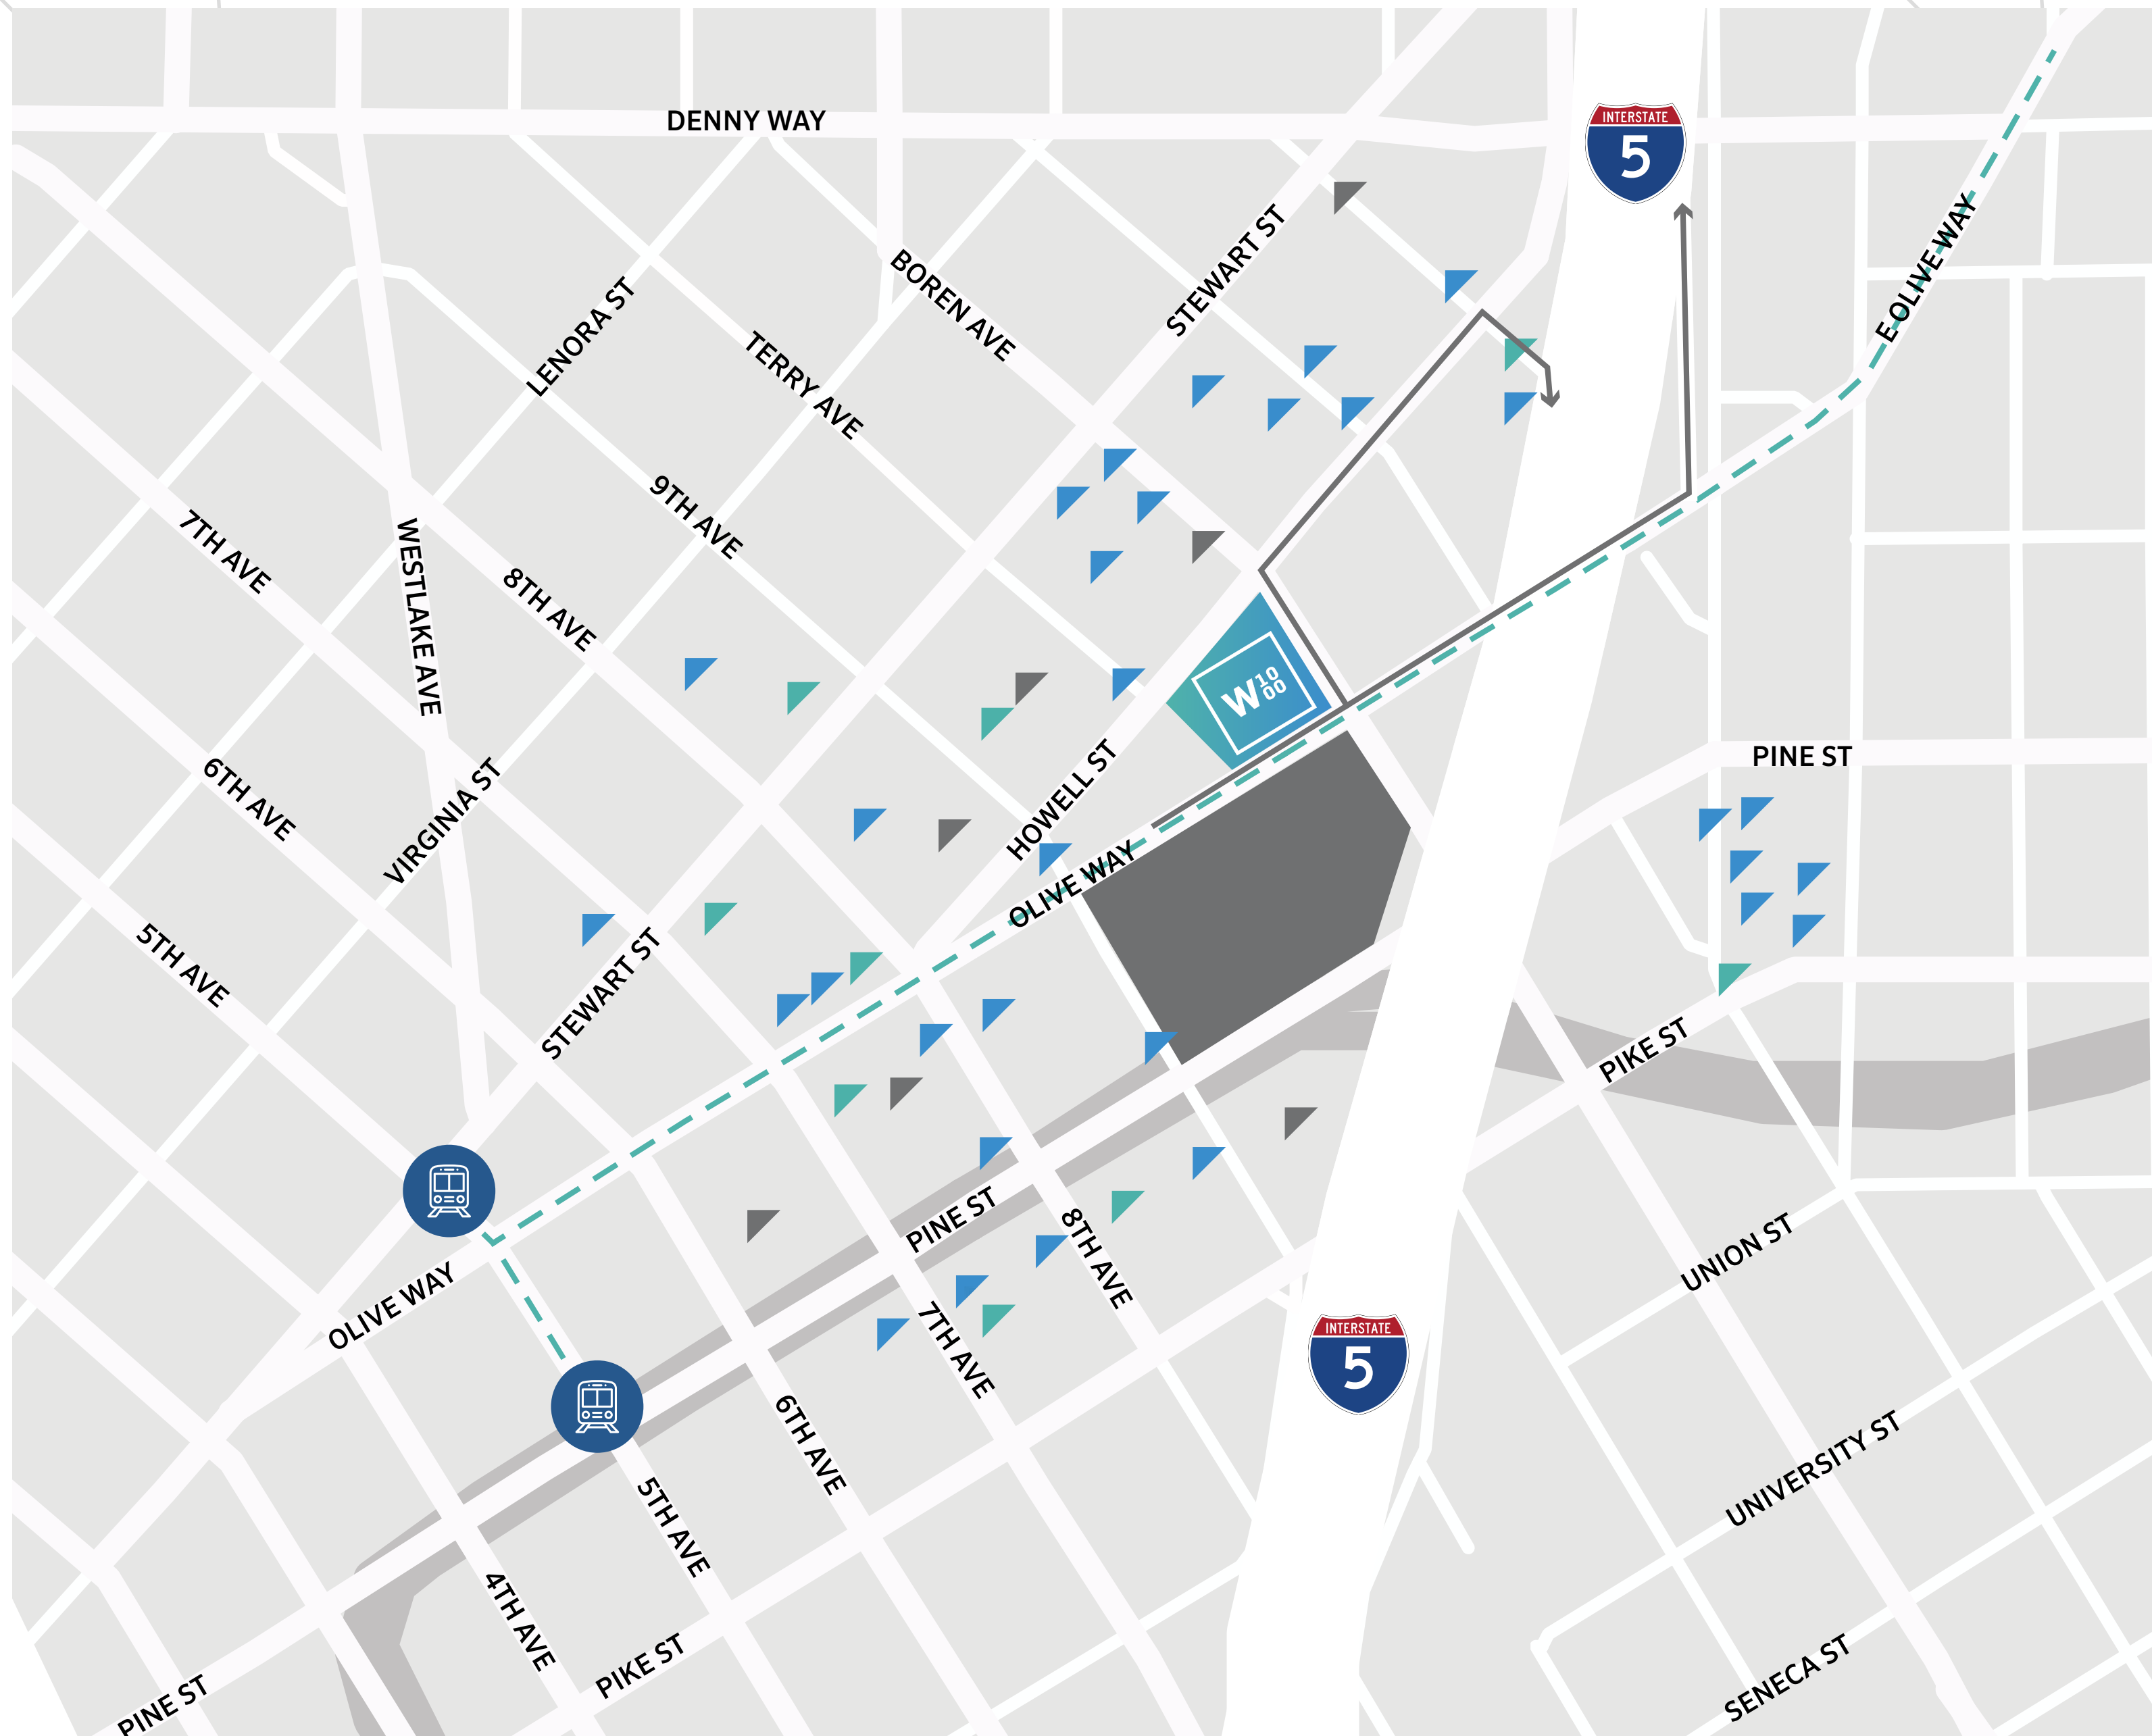 DENNY WAY
INTERSTATE
5
E OLIVE WAY
STEWART ST
BOREN AVE
LENORA ST
TERRY AVE
9TH AVE
7TH AVE
WESTLAKE AVE
8TH AVE
W 10
00
PINE ST
HOWELL ST
6TH AVE
VIRGINIA ST
OLIVE WAY
5TH AVE
STEWART ST
PIKE ST
PINE ST
8TH AVE
UNION ST
OLIVE WAY
7TH AVE
INTERSTATE
5
6TH AVE
UNIVERSITY ST
5TH AVE
4TH AVE
PIKE ST
SENECA ST
PINE ST